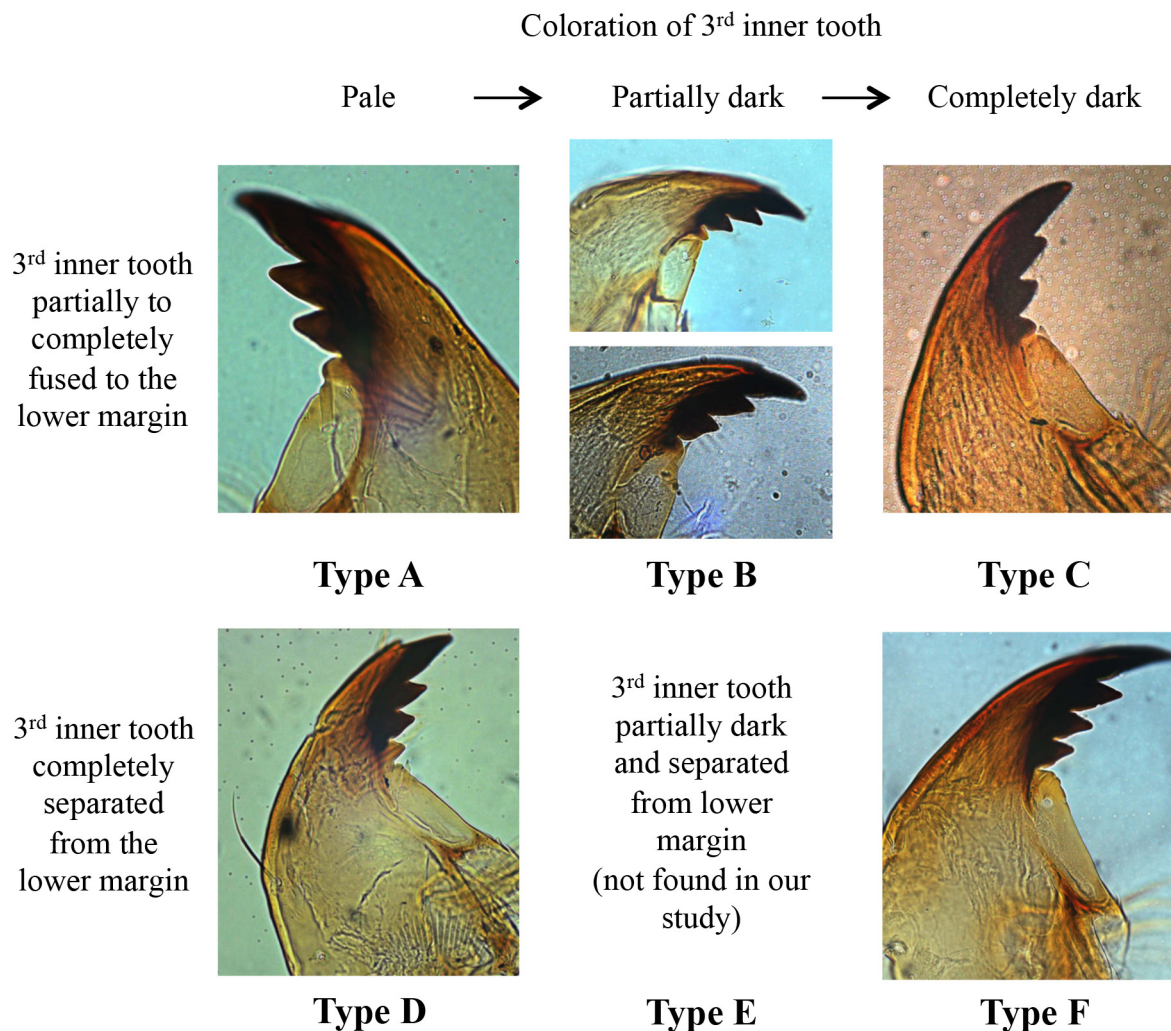 Coloration of 3rd inner tooth
Pale
Partially dark
Completely dark
3rd inner tooth
partially to
completely
fused to the
lower margin
Type A
Type B
Type C
3rd inner tooth
completely
separated
from the
lower margin
3rd inner tooth
partially dark
and separated
from lower
margin
(not found in our
study)
Type D
Type E
Type F